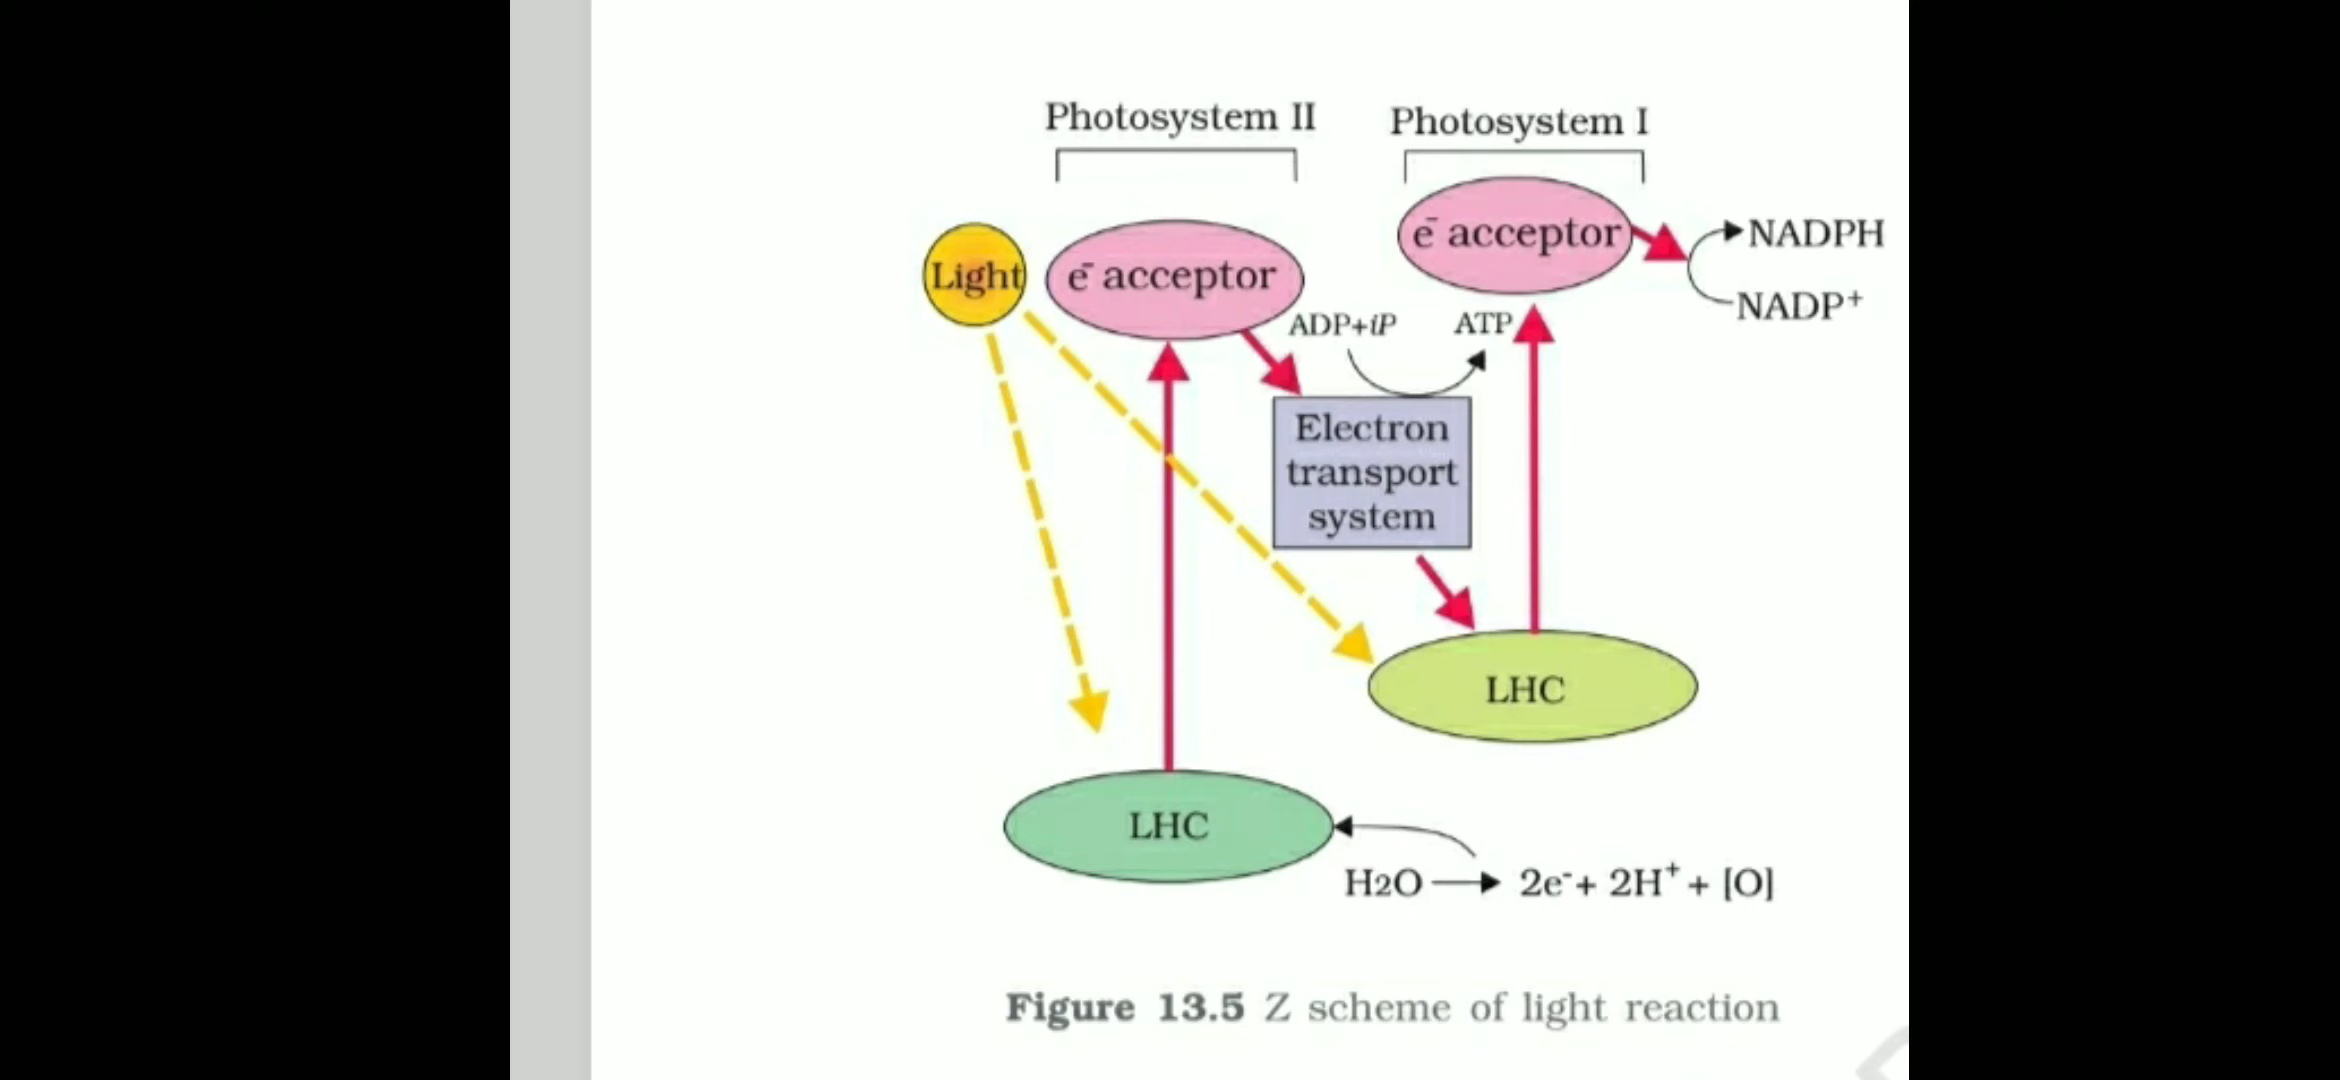 Photosystem II
Photosystem I
Light
e⁻ acceptor
e⁻ acceptor
NADPH
NADP⁺
ADP+iP
ATP
Electron
transport
system
LHC
LHC
H2O → 2e⁻+ 2H⁺ + [O]
Figure 13.5 Z scheme of light reaction